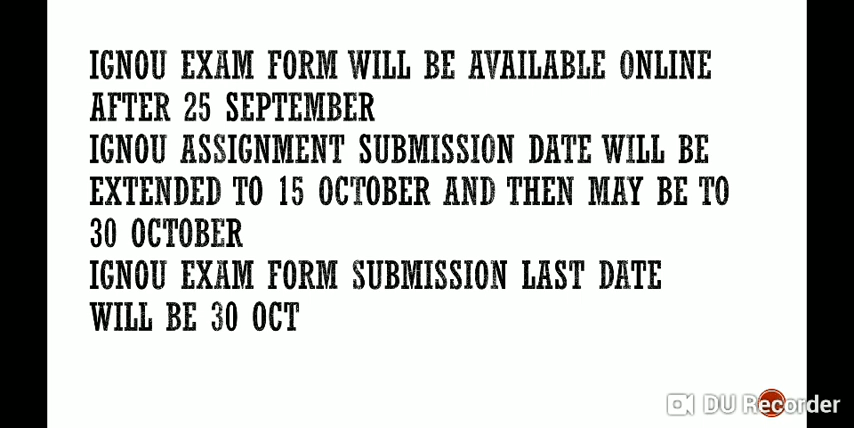 IGNOU EXAM FORM WILL BE AVAILABLE ONLINE
AFTER 25 SEPTEMBER
IGNOU ASSIGNMENT SUBMISSION DATE WILL BE
EXTENDED TO 15 OCTOBER AND THEN MAY BE TO
30 OCTOBER
IGNOU EXAM FORM SUBMISSION LAST DATE
WILL BE 30 OCT
DU Recorder